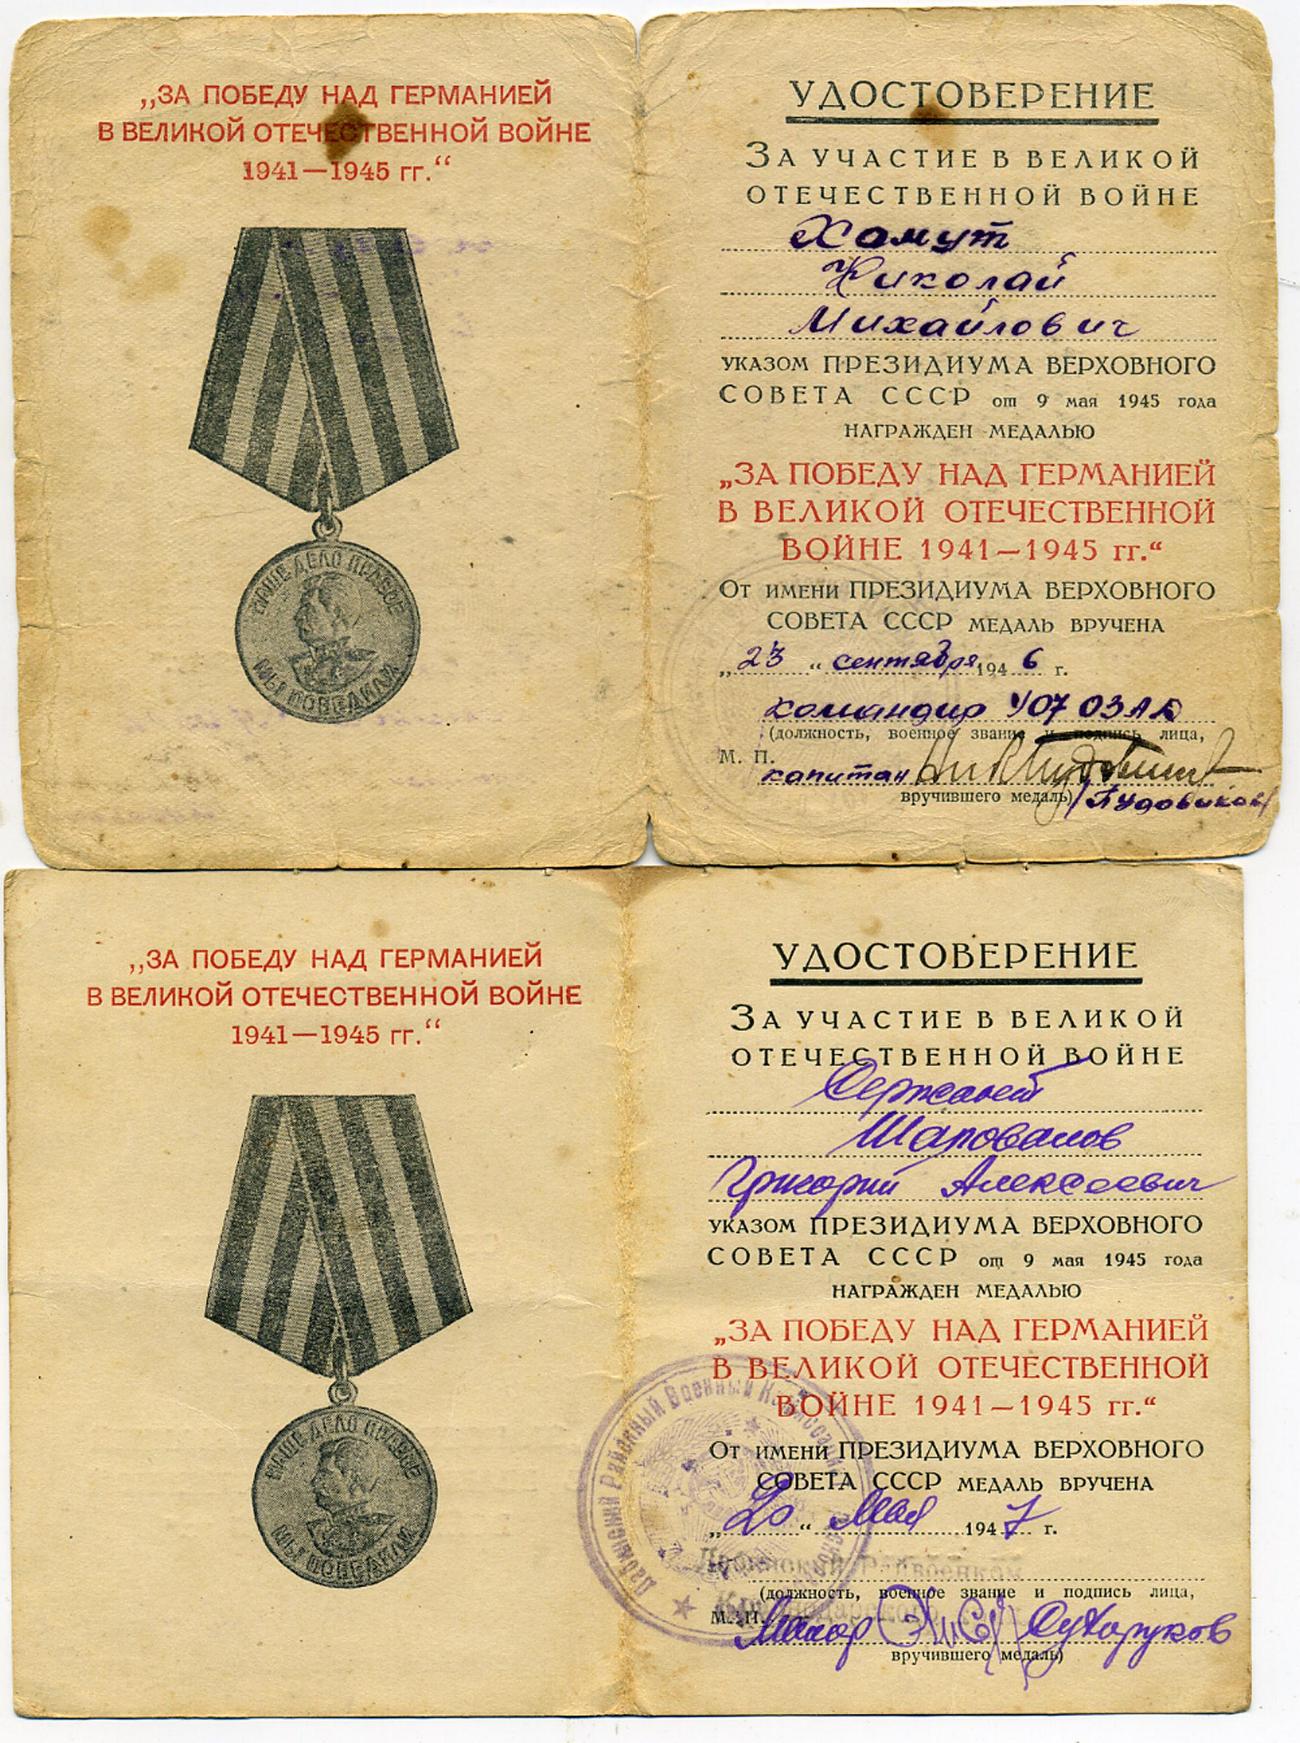 „ЗА ПОБЕДУ НАД ГЕРМАНИЕЙ
В ВЕЛИКОЙ ОТЕЧЕСТВЕННОЙ ВОЙНЕ
1941—1945 гг.“
НАШЕ ДЕЛО ПРАВОЕ
МЫ ПОБЕДИЛИ
УДОСТОВЕРЕНИЕ
ЗА УЧАСТИЕ В ВЕЛИКОЙ
ОТЕЧЕСТВЕННОЙ ВОЙНЕ
Хомут
Николай
Михайлович
УКАЗОМ ПРЕЗИДИУМА ВЕРХОВНОГО
СОВЕТА СССР от 9 мая 1945 года
НАГРАЖДЕН МЕДАЛЬЮ
„ЗА ПОБЕДУ НАД ГЕРМАНИЕЙ
В ВЕЛИКОЙ ОТЕЧЕСТВЕННОЙ
ВОЙНЕ 1941—1945 гг.“
ОТ ИМЕНИ ПРЕЗИДИУМА ВЕРХОВНОГО
СОВЕТА СССР МЕДАЛЬ ВРУЧЕНА
„23“ сентября 1946 г.
командир 407 ОЗАД
(должность, военное звание и подпись лица,
М. П.
капитан
вручившего медаль)
(Пудовиков)
„ЗА ПОБЕДУ НАД ГЕРМАНИЕЙ
В ВЕЛИКОЙ ОТЕЧЕСТВЕННОЙ ВОЙНЕ
1941—1945 гг.“
НАШЕ ДЕЛО ПРАВОЕ
МЫ ПОБЕДИЛИ
УДОСТОВЕРЕНИЕ
ЗА УЧАСТИЕ В ВЕЛИКОЙ
ОТЕЧЕСТВЕННОЙ ВОЙНЕ
Сержант
Шаповалов
Григорий Алексеевич
УКАЗОМ ПРЕЗИДИУМА ВЕРХОВНОГО
СОВЕТА СССР от 9 мая 1945 года
НАГРАЖДЕН МЕДАЛЬЮ
„ЗА ПОБЕДУ НАД ГЕРМАНИЕЙ
В ВЕЛИКОЙ ОТЕЧЕСТВЕННОЙ
ВОЙНЕ 1941—1945 гг.“
ОТ ИМЕНИ ПРЕЗИДИУМА ВЕРХОВНОГО
СОВЕТА СССР МЕДАЛЬ ВРУЧЕНА
„20“ Мая 1947 г.
Районный Военный
Райвоенком
(должность, военное звание и подпись лица,
Краснодарского
М. П.
Майор Сухоруков
вручившего медаль)